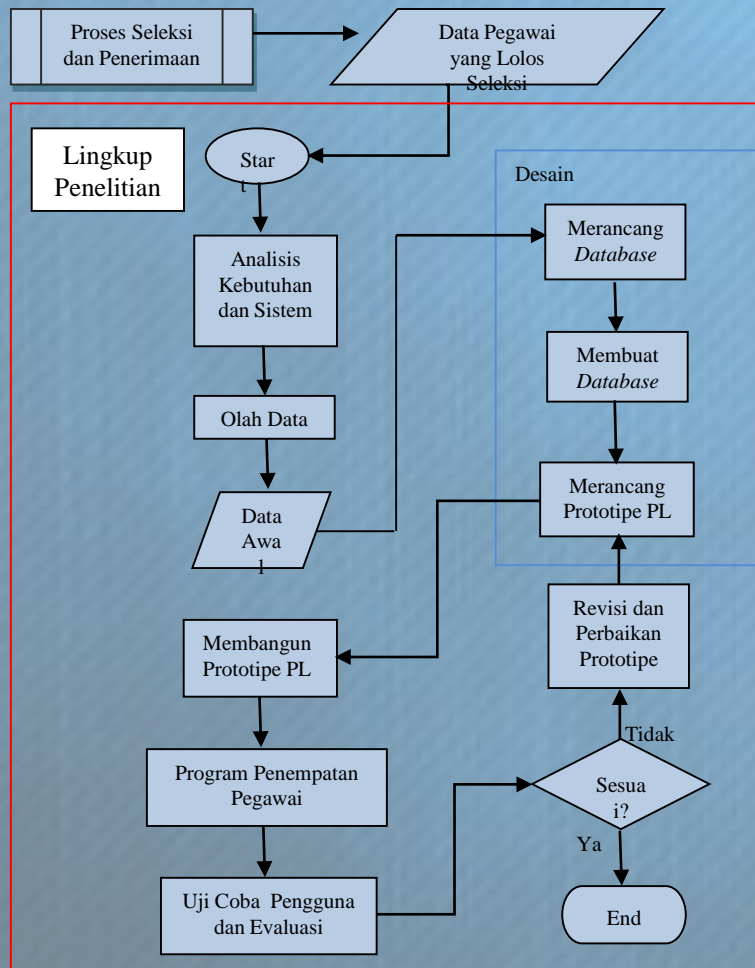 Proses Seleksi
dan Penerimaan
Data Pegawai
yang Lolos
Seleksi
Lingkup
Penelitian
Star
t
Desain
Analisis
Kebutuhan
dan Sistem
Merancang
Database
Membuat
Database
Olah Data
Merancang
Prototipe PL
Data
Awa
l
Revisi dan
Perbaikan
Prototipe
Membangun
Prototipe PL
Tidak
Program Penempatan
Pegawai
Sesua
i?
Ya
Uji Coba  Pengguna
dan Evaluasi
End